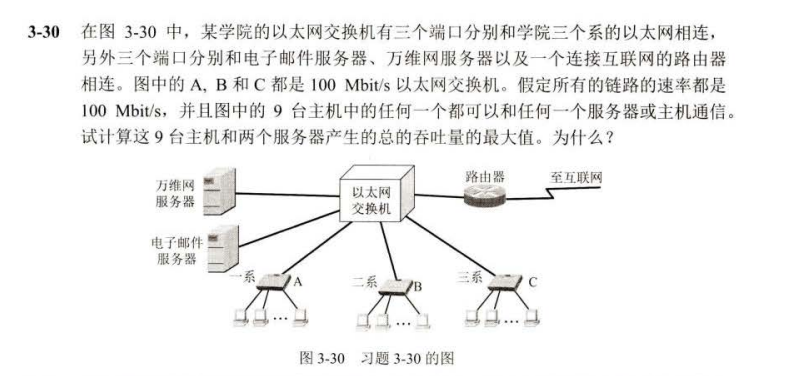 3-30 在图 3-30 中，某学院的以太网交换机有三个端口分别和学院三个系的以太网相连，
另外三个端口分别和电子邮件服务器、万维网服务器以及一个连接互联网的路由器
相连。图中的 A, B 和 C 都是 100 Mbit/s 以太网交换机。假定所有的链路的速率都是
100 Mbit/s，并且图中的 9 台主机中的任何一个都可以和任何一个服务器或主机通信。
试计算这 9 台主机和两个服务器产生的总的吞吐量的最大值。为什么？
万维网
服务器
以太网
交换机
路由器
至互联网
电子邮件
服务器
一系
A
二系
B
三系
C
...
...
...
图 3-30 习题 3-30 的图